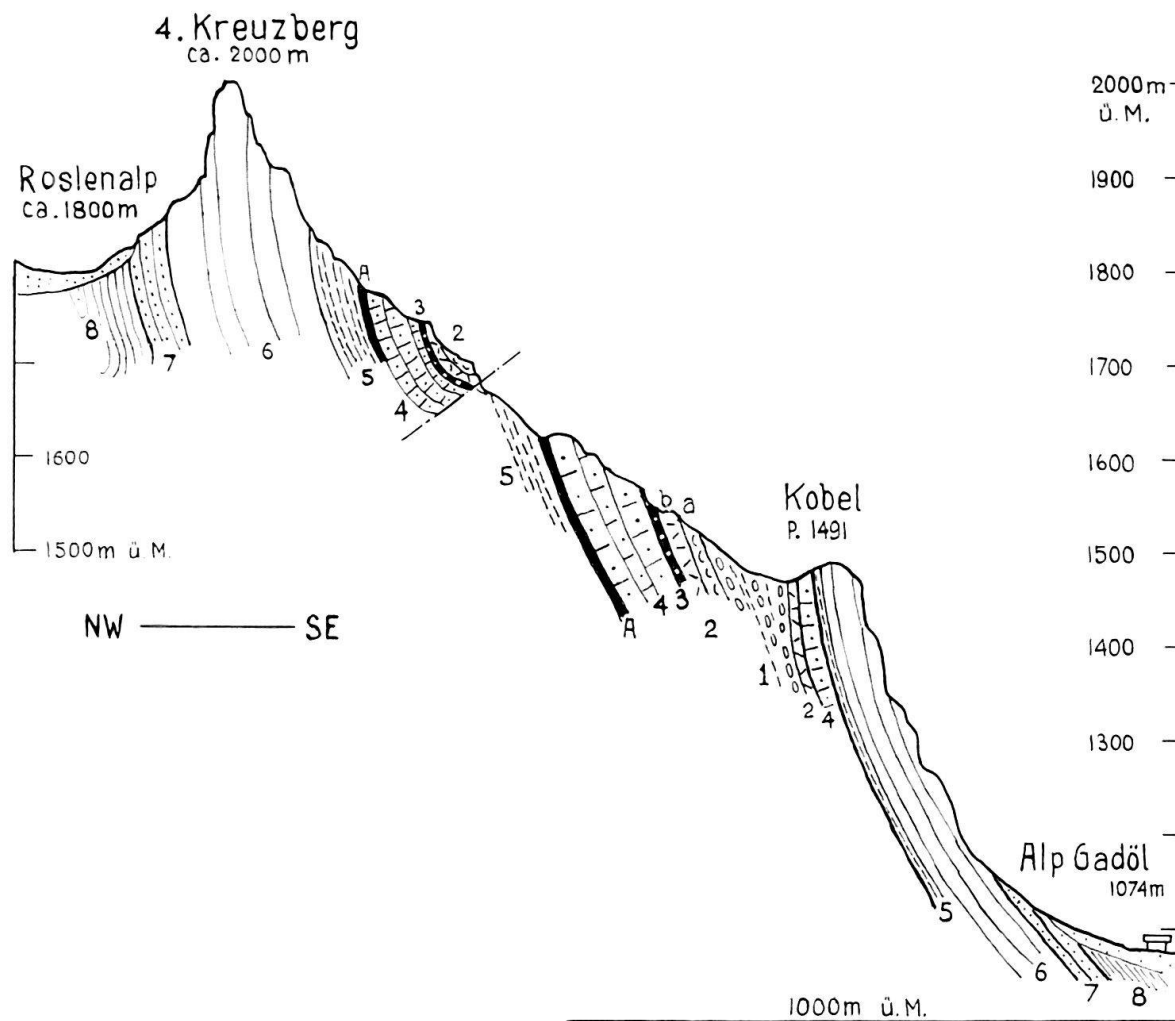 4. Kreuzberg
ca. 2000 m
2000 m
ü. M.
Roslenalp
ca. 1800 m
1900
1800
A
3
2
8
7
6
5
4
1700
1600
5
1600
b a
Kobel
P. 1491
1500 m ü. M.
1500
NW SE
A
4
3
2
1
2
4
1400
1300
Alp Gadöl
1074 m
5
6
7
8
1000 m ü. M.